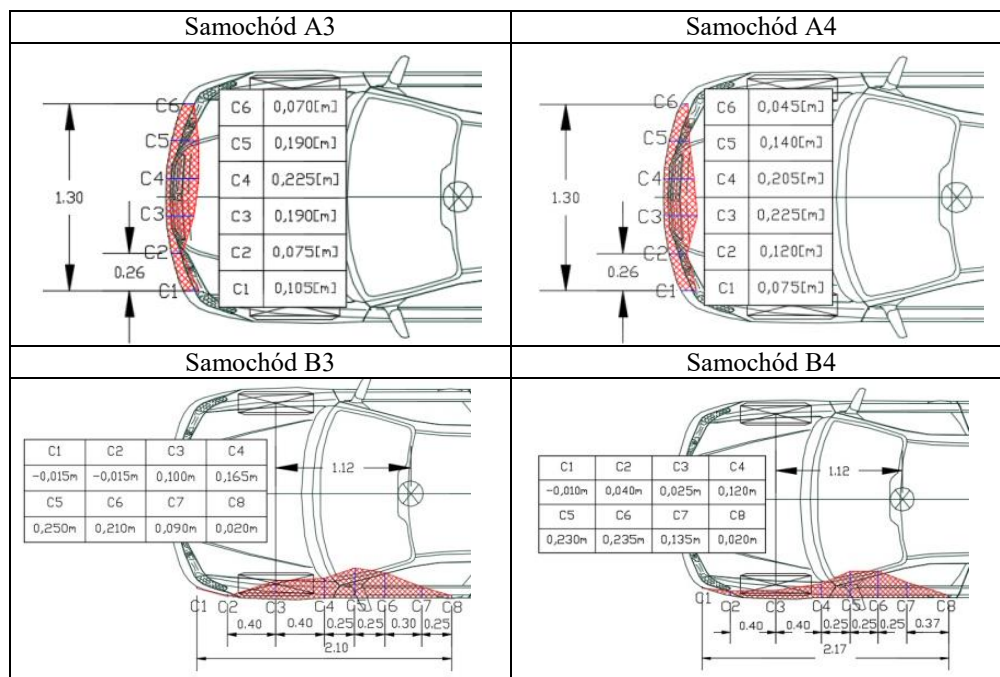 Samochód A3
Samochód A4
C6
C5
C4
C3
C2
C1
1.30
0.26
C6 0,070[m]
C5 0,190[m]
C4 0,225[m]
C3 0,190[m]
C2 0,075[m]
C1 0,105[m]
C6
C5
C4
C3
C2
C1
1.30
0.26
C6 0,045[m]
C5 0,140[m]
C4 0,205[m]
C3 0,225[m]
C2 0,120[m]
C1 0,075[m]
Samochód B3
Samochód B4
C1 C2 C3 C4
-0,015m -0,015m 0,100m 0,165m
C5 C6 C7 C8
0,250m 0,210m 0,090m 0,020m
1.12
C1 C2 C3 C4 C5 C6 C7 C8
0.40 0.40 0.25 0.25 0.30 0.25
2.10
C1 C2 C3 C4
-0,010m 0,040m 0,025m 0,120m
C5 C6 C7 C8
0,230m 0,235m 0,135m 0,020m
1.12
C1 C2 C3 C4 C5 C6 C7 C8
0.40 0.40 0.25 0.25 0.25 0.37
2.17